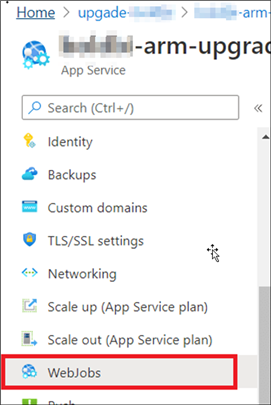 Home > upgade- > -arm-
-arm-upgrad
App Service
Search (Ctrl+/)
Identity
Backups
Custom domains
TLS/SSL settings
Networking
Scale up (App Service plan)
Scale out (App Service plan)
WebJobs